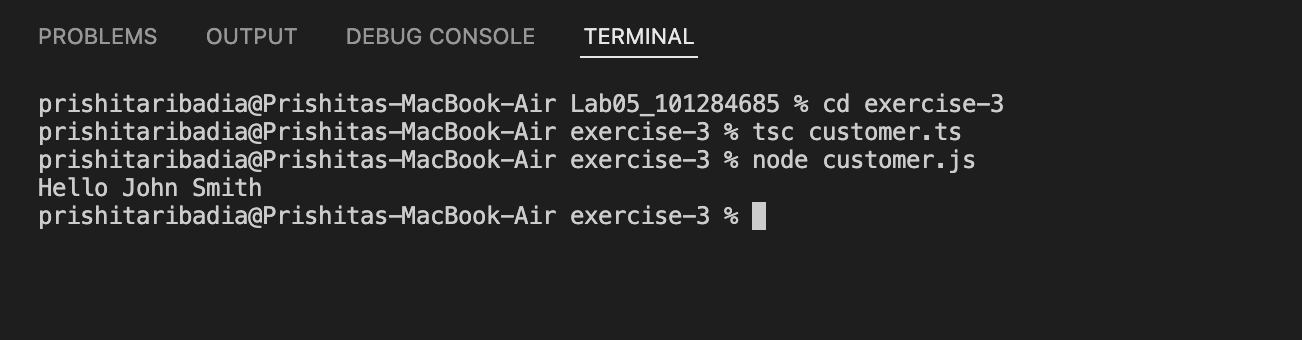 PROBLEMS OUTPUT DEBUG CONSOLE TERMINAL
prishitaribadia@Prishitas-MacBook-Air Lab05_101284685 % cd exercise-3
prishitaribadia@Prishitas-MacBook-Air exercise-3 % tsc customer.ts
prishitaribadia@Prishitas-MacBook-Air exercise-3 % node customer.js
Hello John Smith
prishitaribadia@Prishitas-MacBook-Air exercise-3 %